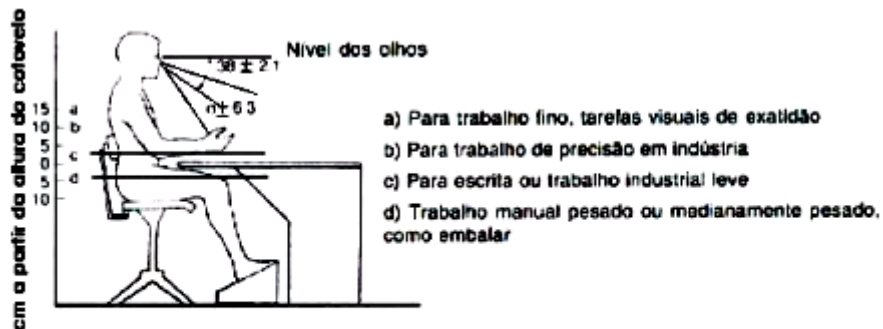 cm a partir da altura do cotovelo
Nível dos olhos
15 a
10 b
5 c
0
5 d
10
a) Para trabalho fino, tarefas visuais de exatidão
b) Para trabalho de precisão em indústria
c) Para escrita ou trabalho industrial leve
d) Trabalho manual pesado ou medianamente pesado,
como embalar